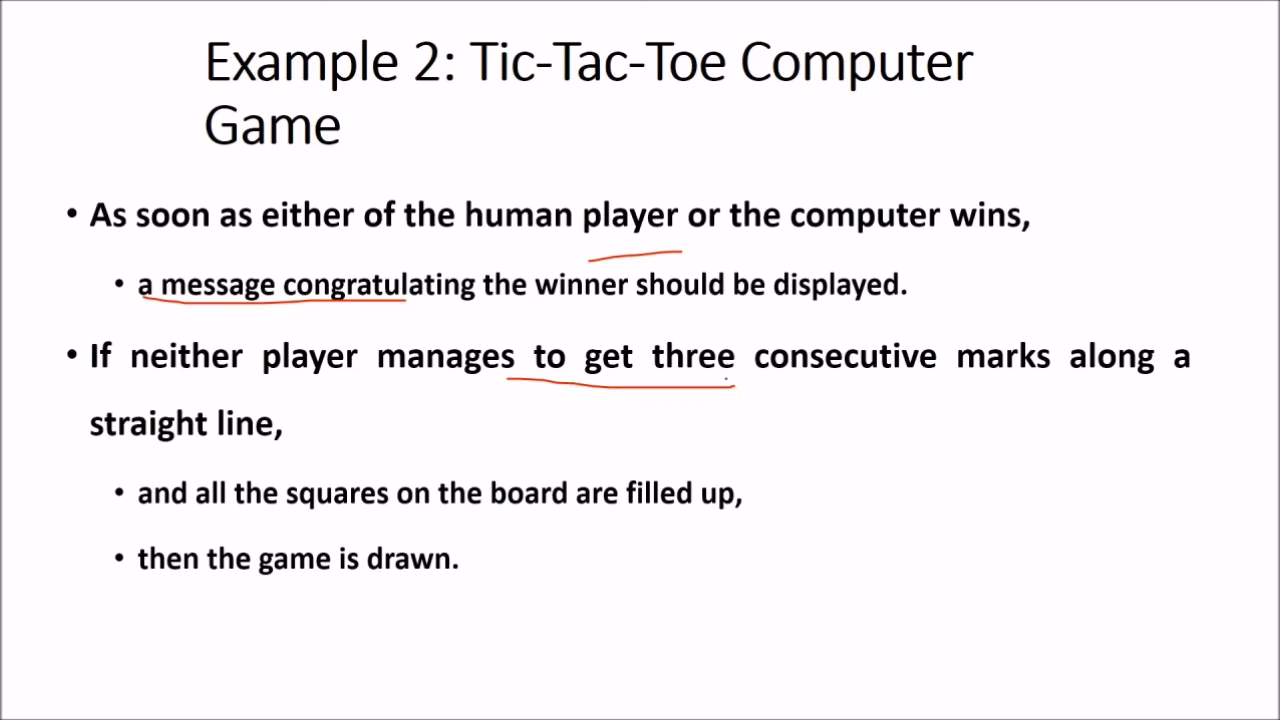 Example 2: Tic-Tac-Toe Computer
Game
• As soon as either of the human player or the computer wins,
• a message congratulating the winner should be displayed.
• If neither player manages to get three consecutive marks along a
straight line,
• and all the squares on the board are filled up,
• then the game is drawn.